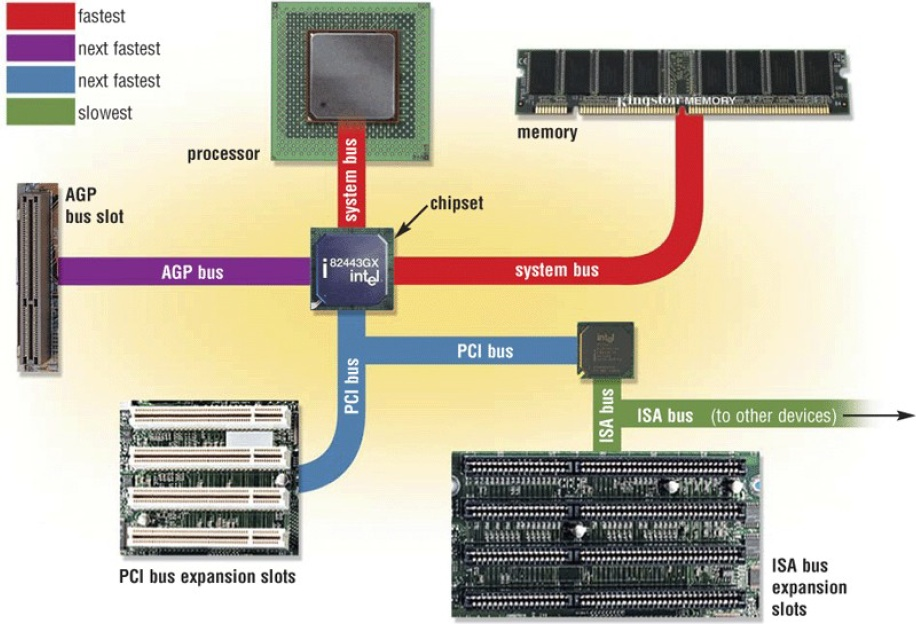 fastest
next fastest
next fastest
slowest
processor
Kingston MEMORY
memory
system bus
AGP
bus slot
chipset
i 82443GX
intel
AGP bus
system bus
PCI bus
PCI bus
intel
ISA bus
ISA bus (to other devices)
PCI bus expansion slots
ISA bus
expansion
slots